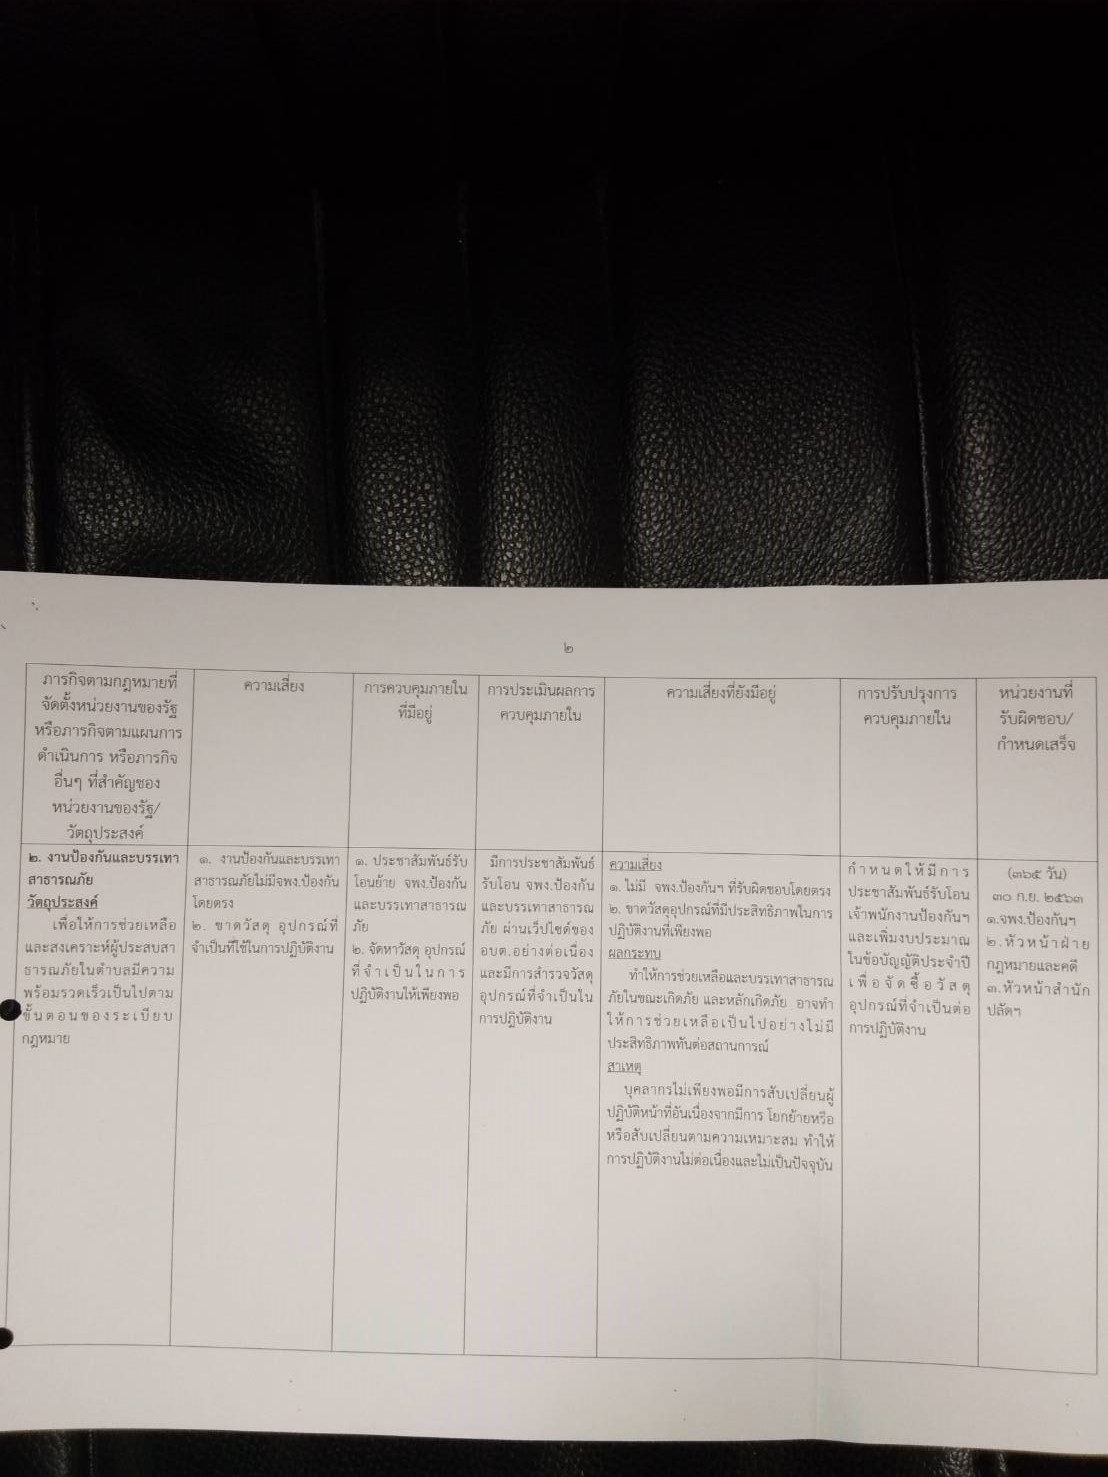 ๒
ภารกิจตามกฎหมายที่
จัดตั้งหน่วยงานของรัฐ
หรือภารกิจตามแผนการ
ดำเนินการ หรือภารกิจ
อื่นๆ ที่สำคัญของ
หน่วยงานของรัฐ/
วัตถุประสงค์
ความเสี่ยง
การควบคุมภายใน
ที่มีอยู่
การประเมินผลการ
ควบคุมภายใน
ความเสี่ยงที่ยังมีอยู่
การปรับปรุงการ
ควบคุมภายใน
หน่วยงานที่
รับผิดชอบ/
กำหนดเสร็จ
๒. งานป้องกันและบรรเทา
สาธารณภัย
วัตถุประสงค์
เพื่อให้การช่วยเหลือ
และสงเคราะห์ผู้ประสบสา
ธารณภัยในตำบลมีความ
พร้อมรวดเร็วเป็นไปตาม
ขั้นตอนของระเบียบ
กฎหมาย
๑. งานป้องกันและบรรเทา
สาธารณภัยไม่มีจพง.ป้องกัน
โดยตรง
๒. ขาดวัสดุ อุปกรณ์ที่
จำเป็นที่ใช้ในการปฏิบัติงาน
๑. ประชาสัมพันธ์รับ
โอนย้าย จพง.ป้องกัน
และบรรเทาสาธารณ
ภัย
๒. จัดหาวัสดุ อุปกรณ์
ที่จำเป็นในการ
ปฏิบัติงานให้เพียงพอ
มีการประชาสัมพันธ์
รับโอน จพง.ป้องกัน
และบรรเทาสาธารณ
ภัย ผ่านเว็ปไซด์ของ
อบต.อย่างต่อเนื่อง
และมีการสำรวจวัสดุ
อุปกรณ์ที่จำเป็นใน
การปฏิบัติงาน
ความเสี่ยง
๑. ไม่มี จพง.ป้องกันฯ ที่รับผิดชอบโดยตรง
๒. ขาดวัสดุอุปกรณ์ที่มีประสิทธิภาพในการ
ปฏิบัติงานที่เพียงพอ
ผลกระทบ
ทำให้การช่วยเหลือและบรรเทาสาธารณ
ภัยในขณะเกิดภัย และหลักเกิดภัย อาจทำ
ให้การช่วยเหลือเป็นไปอย่างไม่มี
ประสิทธิภาพทันต่อสถานการณ์
สาเหตุ
บุคลากรไม่เพียงพอมีการสับเปลี่ยนผู้
ปฏิบัติหน้าที่อันเนื่องจากมีการ โยกย้ายหรือ
หรือสับเปลี่ยนตามความเหมาะสม ทำให้
การปฏิบัติงานไม่ต่อเนื่องและไม่เป็นปัจจุบัน
กำหนดให้มีการ
ประชาสัมพันธ์รับโอน
เจ้าพนักงานป้องกันฯ
และเพิ่มงบประมาณ
ในข้อบัญญัติประจำปี
เพื่อจัดซื้อวัสดุ
อุปกรณ์ที่จำเป็นต่อ
การปฏิบัติงาน
(๓๖๕ วัน)
๓๐ ก.ย. ๒๕๖๓
๑.จพง.ป้องกันฯ
๒.หัวหน้าฝ่าย
กฎหมายและคดี
๓.หัวหน้าสำนัก
ปลัดฯ